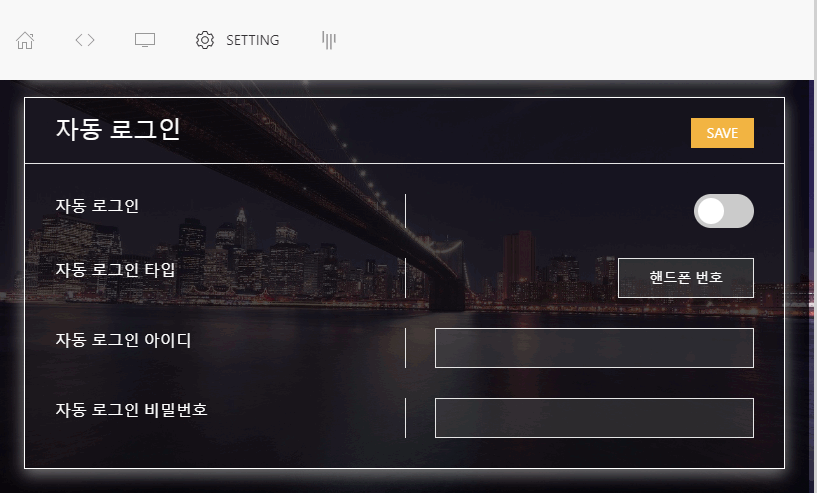 SETTING
자동 로그인
SAVE
자동 로그인
자동 로그인 타입
핸드폰 번호
자동 로그인 아이디
자동 로그인 비밀번호